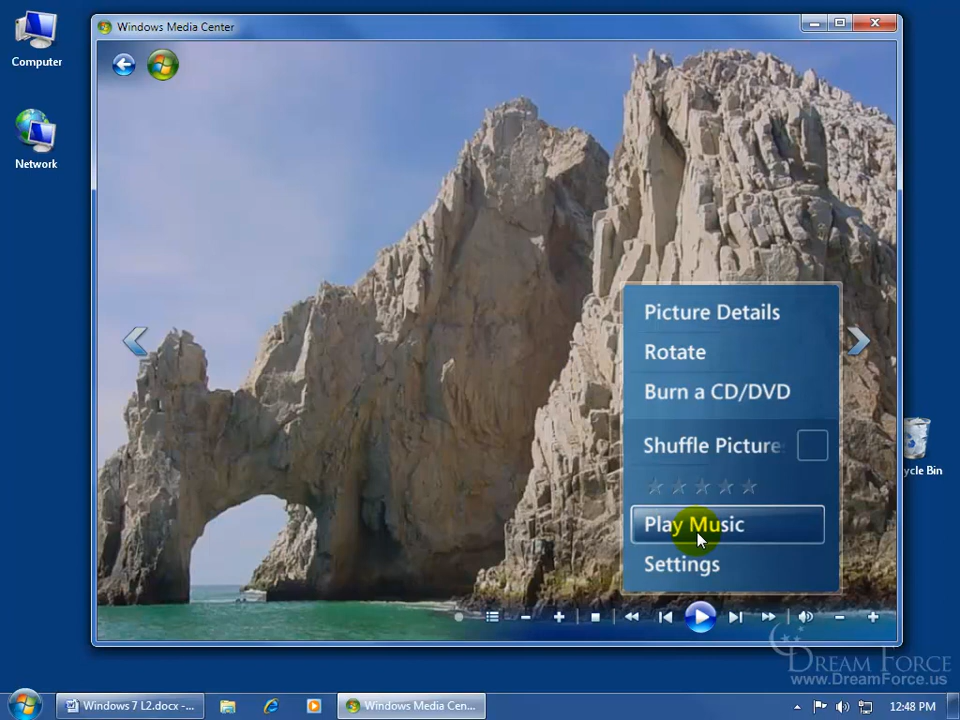 Windows Media Center
Computer
Network
Picture Details
Rotate
Burn a CD/DVD
Shuffle Picture
Play Music
Settings
cycle Bin
DREAM FORCE
www.DreamForce.us
Windows 7 L2.docx -...
Windows Media Cen...
12:48 PM